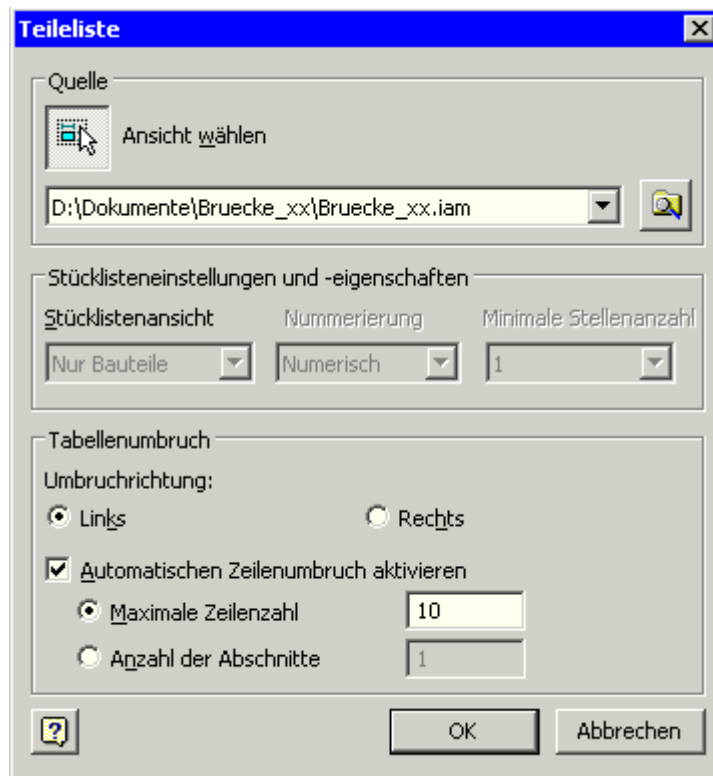 Teileliste
Quelle
Ansicht wählen
D:\Dokumente\Bruecke_xx\Bruecke_xx.iam
Stücklisteneinstellungen und -eigenschaften
Stücklistenansicht Nummerierung Minimale Stellenanzahl
Nur Bauteile Numerisch 1
Tabellenumbruch
Umbruchrichtung:
Links Rechts
Automatischen Zeilenumbruch aktivieren
Maximale Zeilenzahl 10
Anzahl der Abschnitte 1
? OK Abbrechen